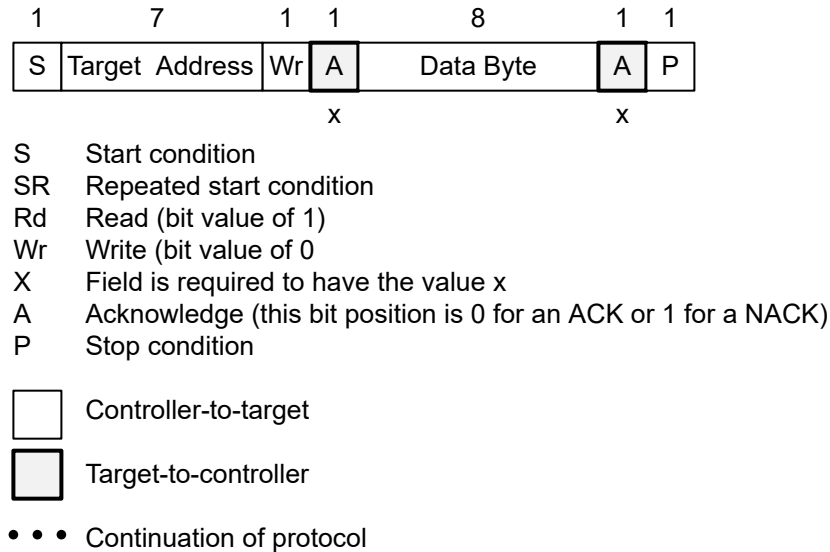 1 7 1 1 8 1 1
S Target Address Wr A Data Byte A P
x x
S Start condition
SR Repeated start condition
Rd Read (bit value of 1)
Wr Write (bit value of 0
X Field is required to have the value x
A Acknowledge (this bit position is 0 for an ACK or 1 for a NACK)
P Stop condition
Controller-to-target
Target-to-controller
• • • Continuation of protocol